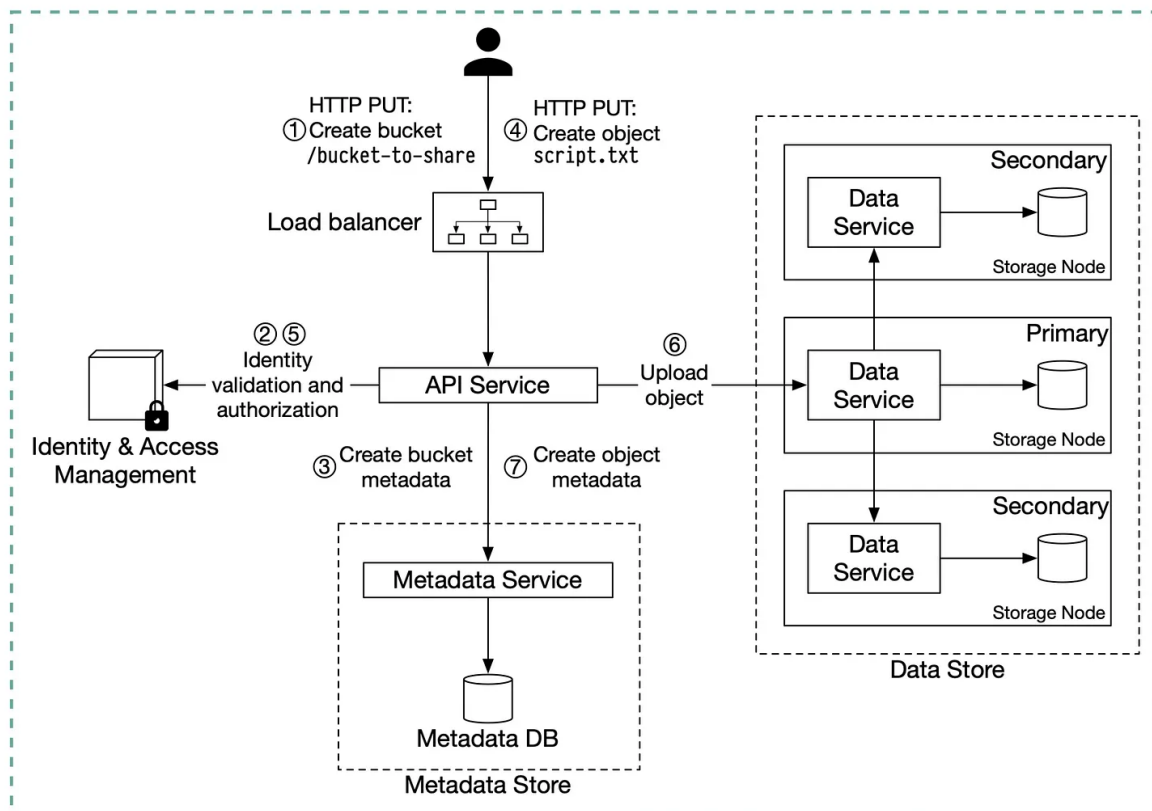 HTTP PUT:
① Create bucket
/bucket-to-share
HTTP PUT:
④ Create object
script.txt
Load balancer
② ⑤
Identity
validation and
authorization
Identity & Access
Management
API Service
⑥
Upload
object
③ Create bucket
metadata
⑦ Create object
metadata
Metadata Service
Metadata DB
Metadata Store
Secondary
Data
Service
Storage Node
Primary
Data
Service
Storage Node
Secondary
Data
Service
Storage Node
Data Store